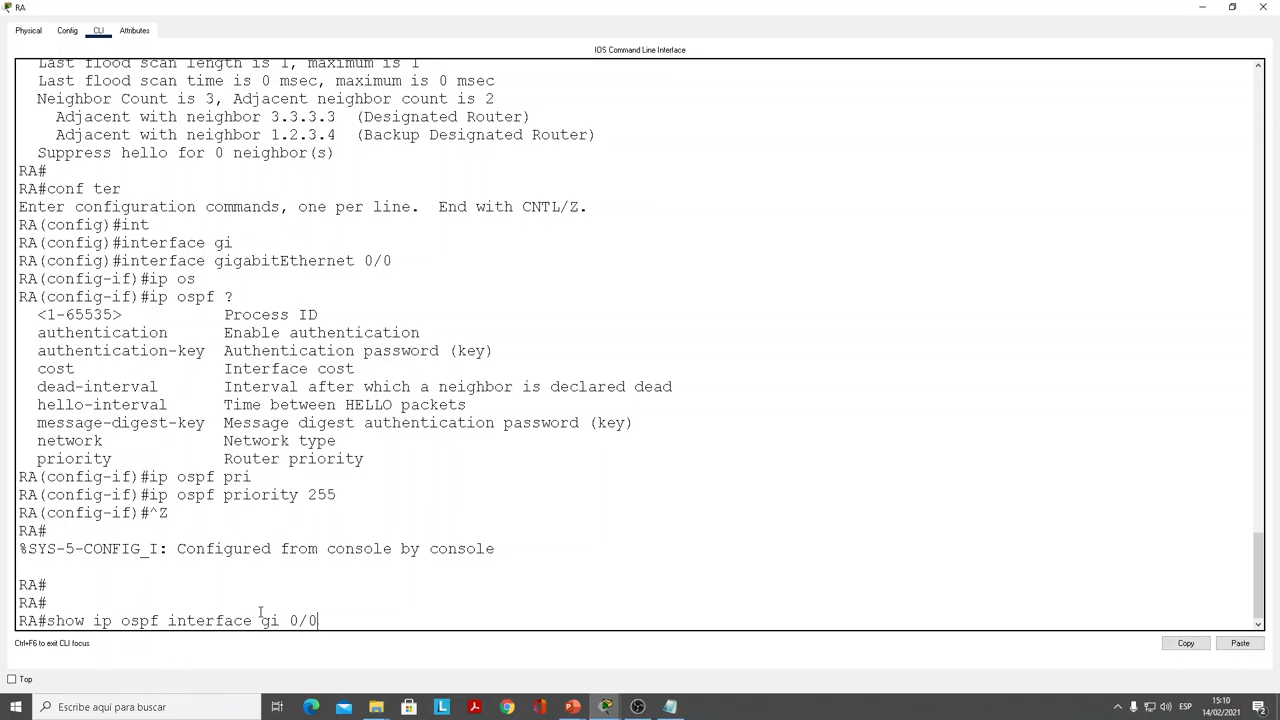 RA
Physical Config CLI Attributes
IOS Command Line Interface
Last flood scan length is 1, maximum is 1
Last flood scan time is 0 msec, maximum is 0 msec
Neighbor Count is 3, Adjacent neighbor count is 2
Adjacent with neighbor 3.3.3.3  (Designated Router)
Adjacent with neighbor 1.2.3.4  (Backup Designated Router)
Suppress hello for 0 neighbor(s)
RA#
RA#conf ter
Enter configuration commands, one per line.  End with CNTL/Z.
RA(config)#int
RA(config)#interface gi
RA(config)#interface gigabitEthernet 0/0
RA(config-if)#ip os
RA(config-if)#ip ospf ?
<1-65535>           Process ID
authentication      Enable authentication
authentication-key  Authentication password (key)
cost                Interface cost
dead-interval       Interval after which a neighbor is declared dead
hello-interval      Time between HELLO packets
message-digest-key  Message digest authentication password (key)
network             Network type
priority            Router priority
RA(config-if)#ip ospf pri
RA(config-if)#ip ospf priority 255
RA(config-if)#^Z
RA#
%SYS-5-CONFIG_I: Configured from console by console
RA#
RA#
RA#show ip ospf interface gi 0/0
Ctrl+F6 to exit CLI focus
Copy Paste
Top
Escribe aquí para buscar
ESP
15:10
14/02/2021